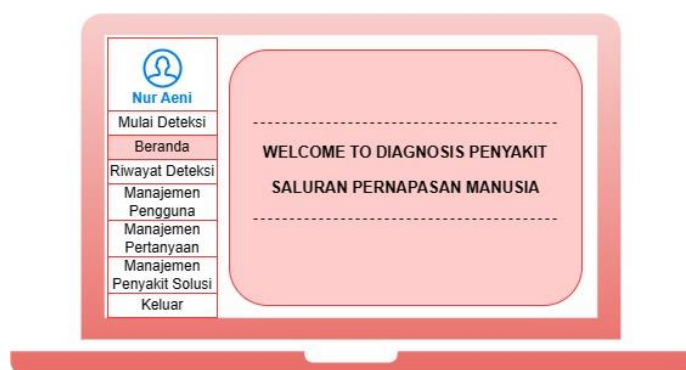 Nur Aeni
Mulai Deteksi
Beranda
Riwayat Deteksi
Manajemen
Pengguna
Manajemen
Pertanyaan
Manajemen
Penyakit Solusi
Keluar
WELCOME TO DIAGNOSIS PENYAKIT
SALURAN PERNAPASAN MANUSIA